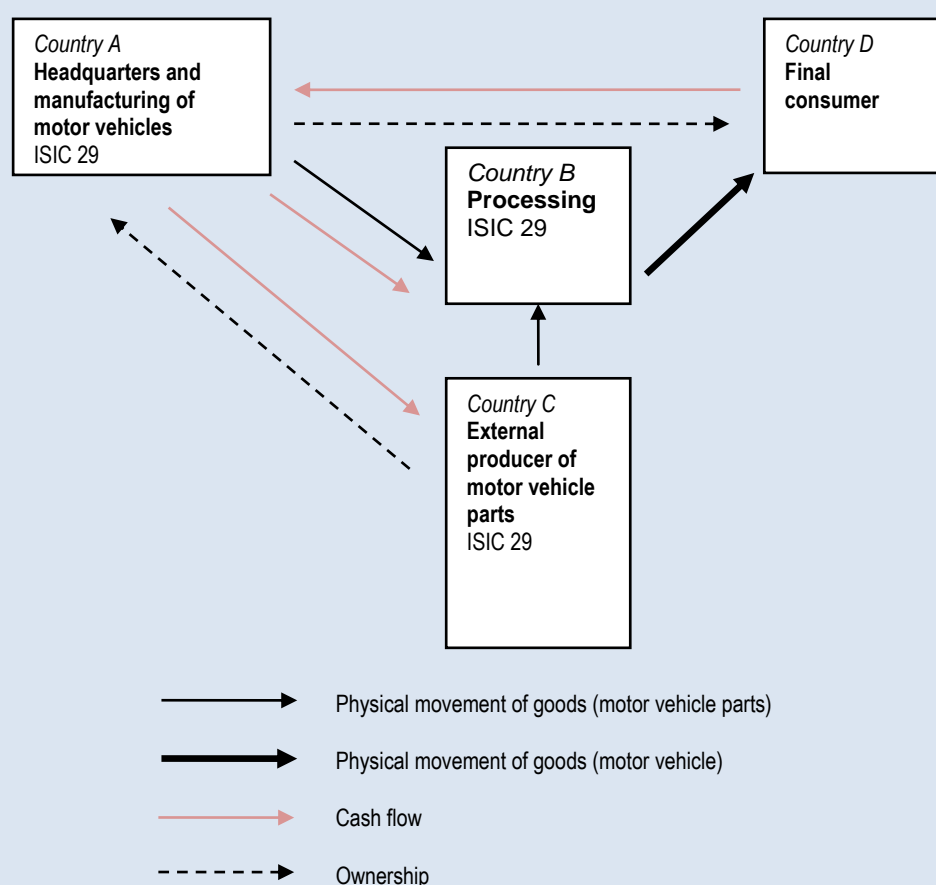 Country A
Headquarters and
manufacturing of
motor vehicles
ISIC 29
Country D
Final
consumer
Country B
Processing
ISIC 29
Country C
External
producer of
motor vehicle
parts
ISIC 29
Physical movement of goods (motor vehicle parts)
Physical movement of goods (motor vehicle)
Cash flow
Ownership